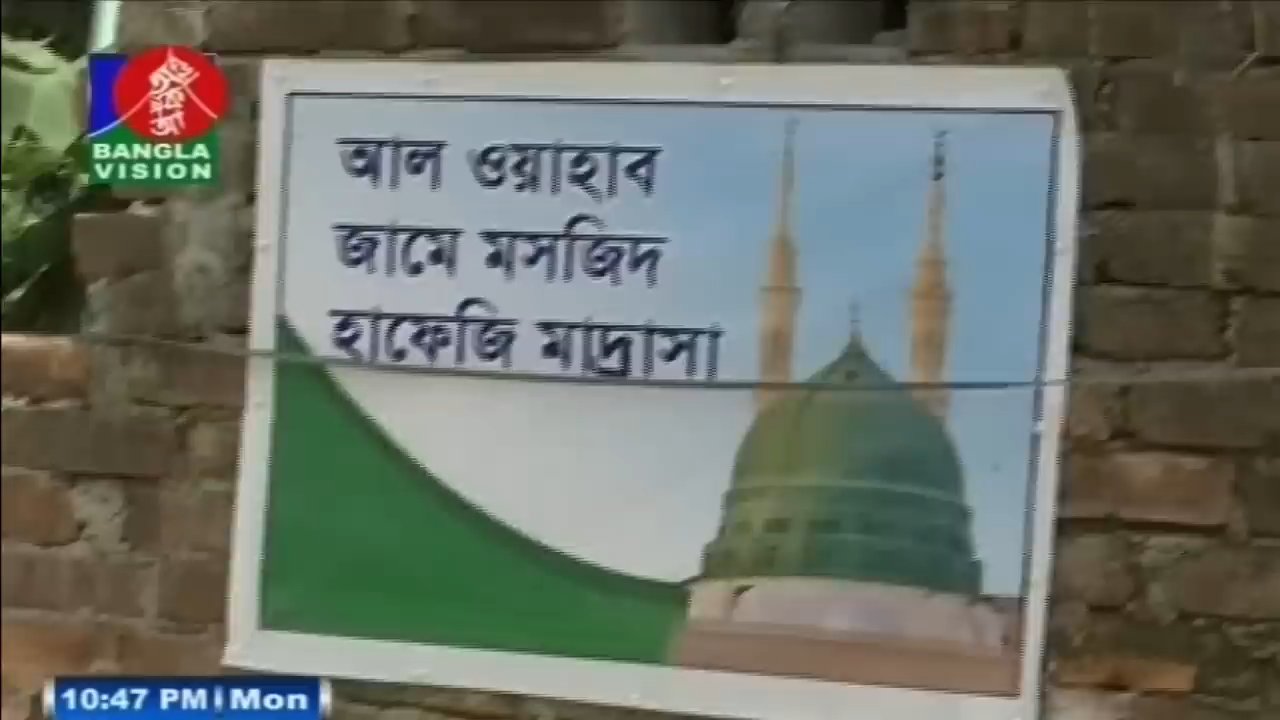 BANGLA
VISION
আল ওয়াহাব
জামে মসজিদ
হাফেজি মাদ্রাসা
10:47 PM Mon